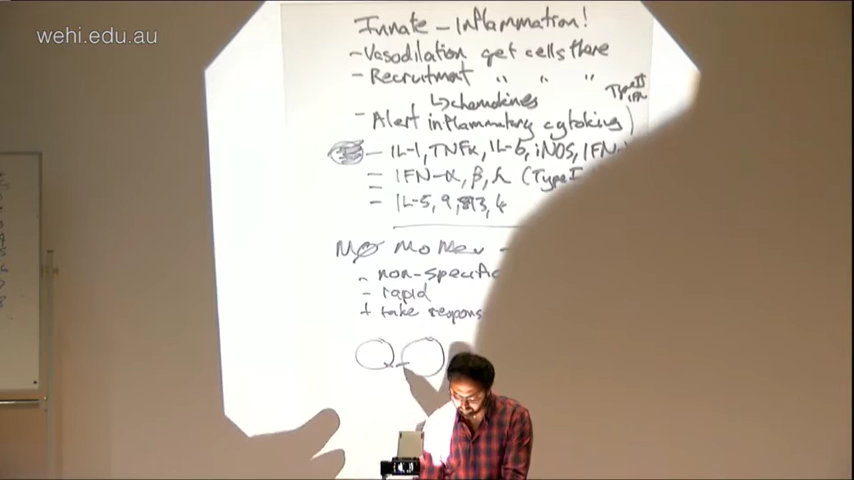 wehi.edu.au
Innate - Inflammation!
- Vasodilation get cells there
- Recruitment " " "
↳ chemokines
Type II
IFN
- Alert inflammatory cytokines
- IL-1, TNFα, IL-6, iNOS, IFN-
= IFN-α, β, λ (Type I
= IL-5, 9, 13, 4
MØ Mo
- non-specific
- rapid
+ take respons